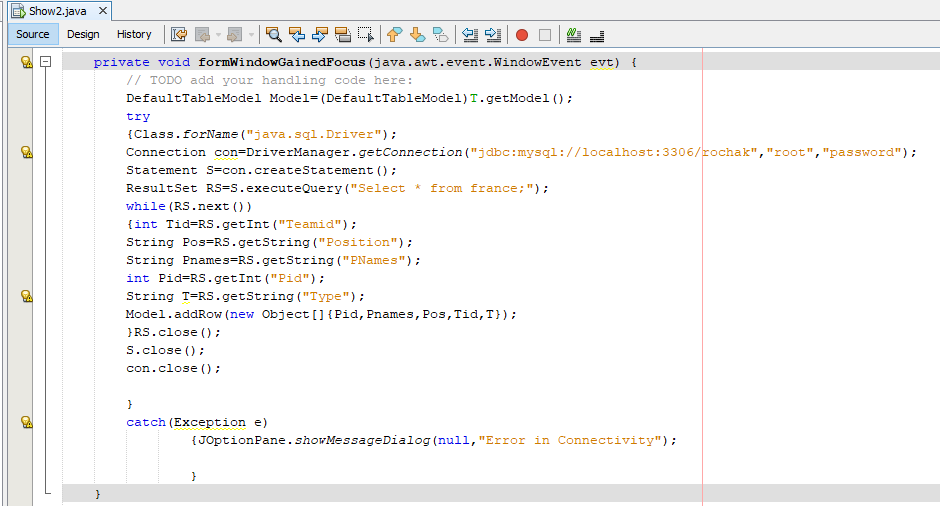 Show2.java
Source Design History
private void formWindowGainedFocus(java.awt.event.WindowEvent evt) {
// TODO add your handling code here:
DefaultTableModel Model=(DefaultTableModel)T.getModel();
try
{Class.forName("java.sql.Driver");
Connection con=DriverManager.getConnection("jdbc:mysql://localhost:3306/rochak","root","password");
Statement S=con.createStatement();
ResultSet RS=S.executeQuery("Select * from france;");
while(RS.next())
{int Tid=RS.getInt("Teamid");
String Pos=RS.getString("Position");
String Pnames=RS.getString("PNames");
int Pid=RS.getInt("Pid");
String T=RS.getString("Type");
Model.addRow(new Object[]{Pid,Pnames,Pos,Tid,T});
}RS.close();
S.close();
con.close();
}
catch(Exception e)
{JOptionPane.showMessageDialog(null,"Error in Connectivity");
}
}